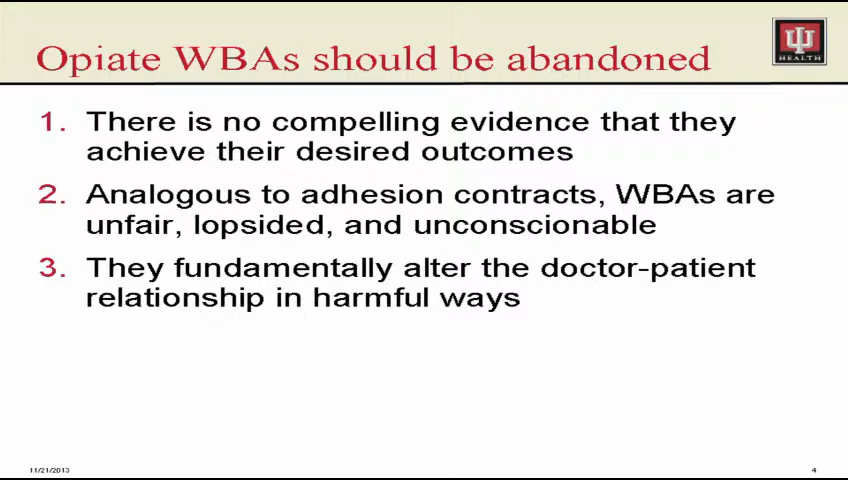 Opiate WBAs should be abandoned
HEALTH
1. There is no compelling evidence that they
achieve their desired outcomes
2. Analogous to adhesion contracts, WBAs are
unfair, lopsided, and unconscionable
3. They fundamentally alter the doctor-patient
relationship in harmful ways
11/21/2013
4